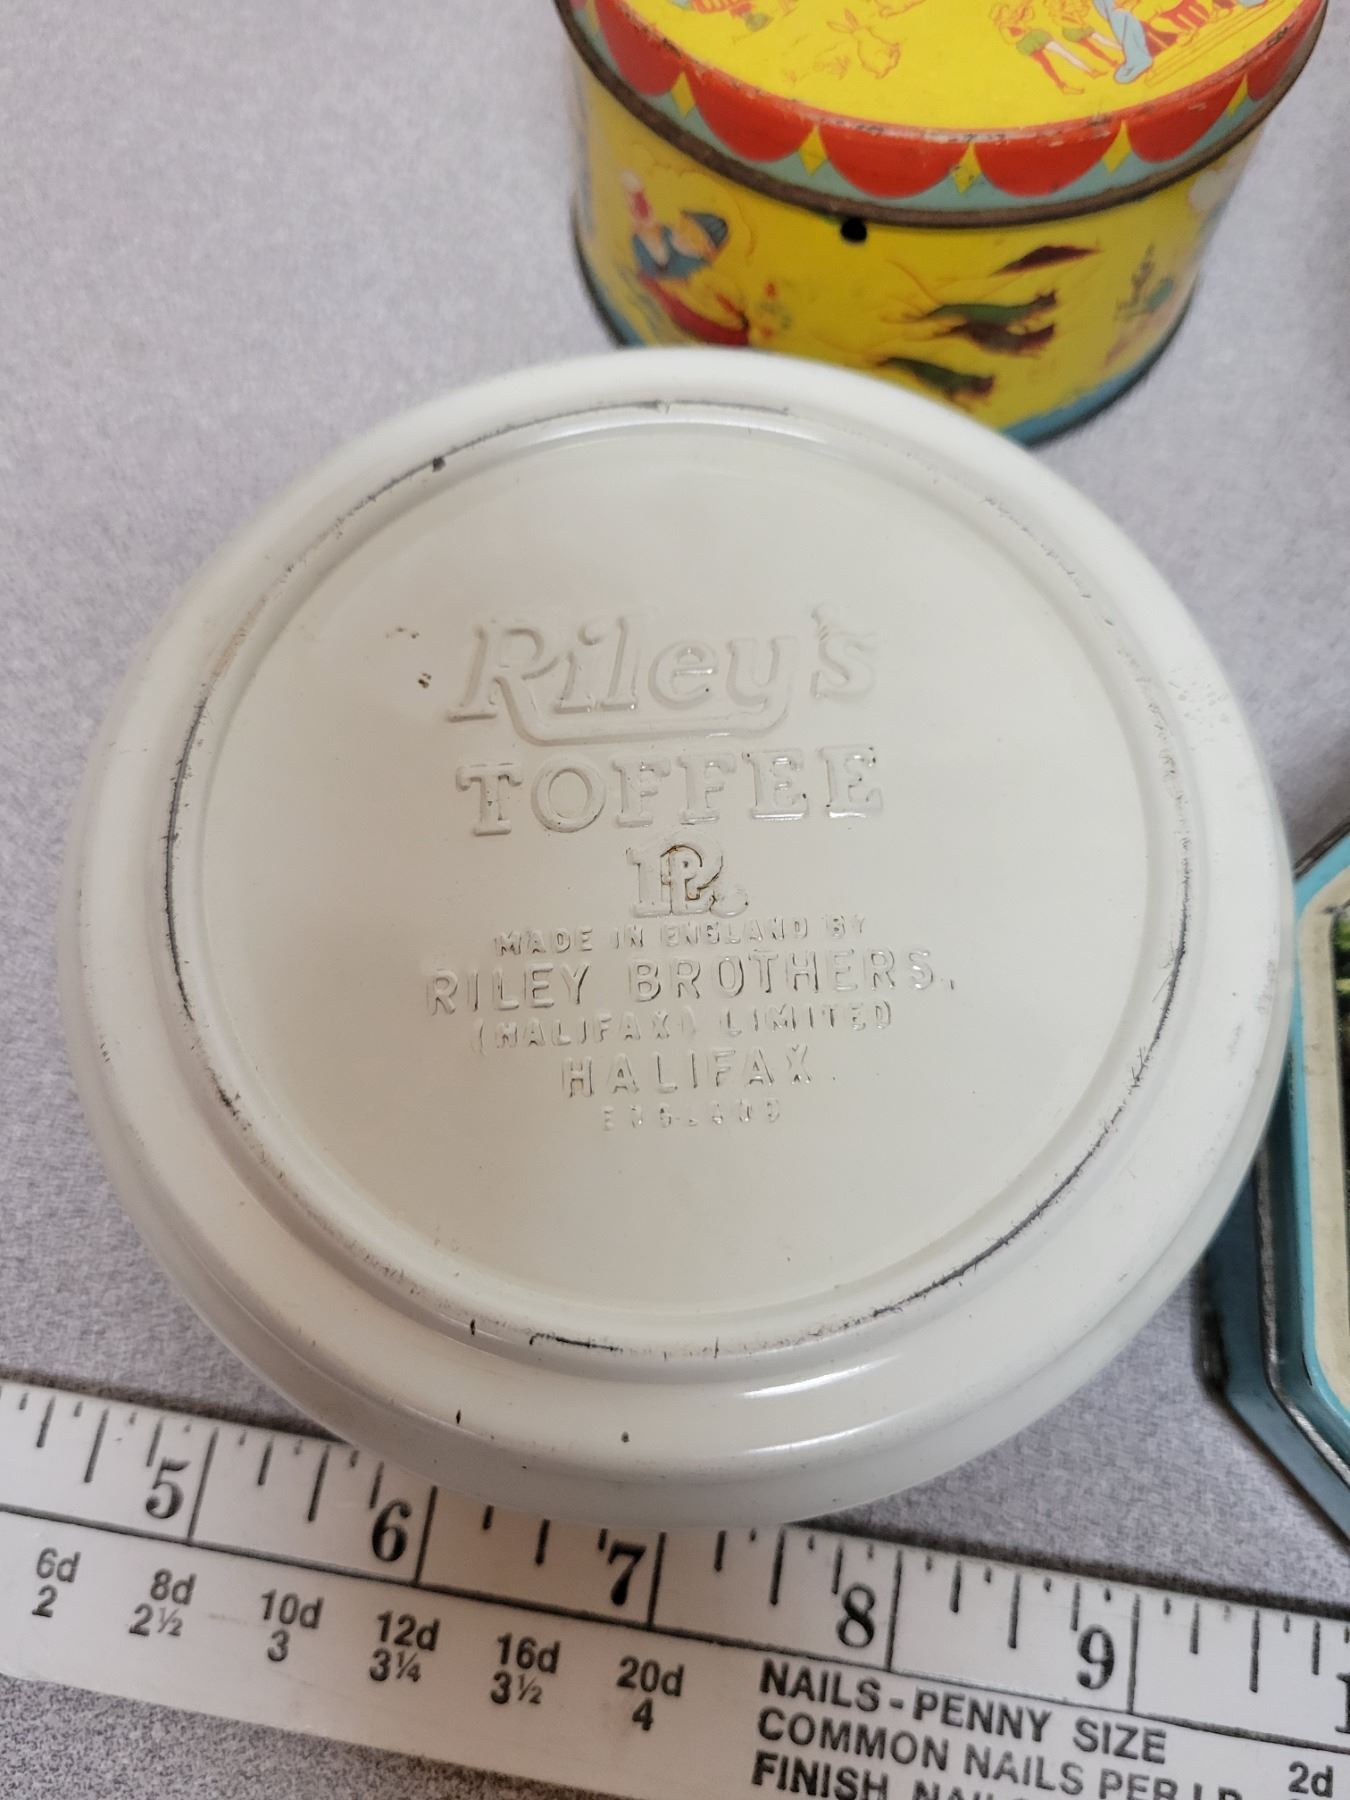 Riley's
TOFFEE
MADE IN ENGLAND BY
RILEY BROTHERS.
(HALIFAX) LIMITED
HALIFAX
ENGLAND
5 6 7 8 9 1
6d 8d 10d 12d 16d 20d
2 2½ 3 3¼ 3½ 4
NAILS - PENNY SIZE
COMMON NAILS PER
FINISH
2d